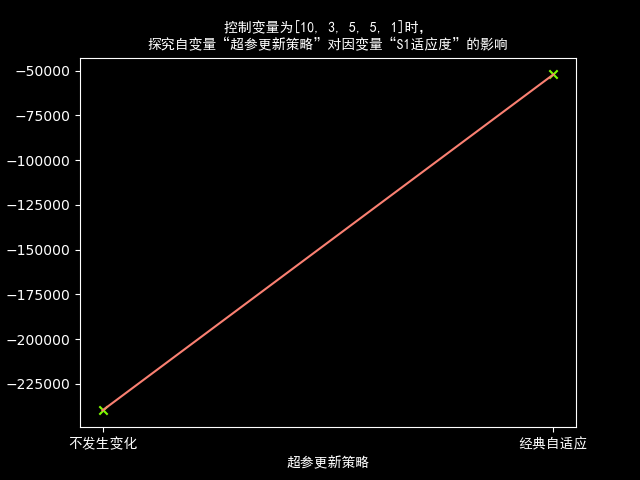 控制变量为[10, 3, 5, 5, 1]时，
探究自变量“超参更新策略”对因变量“S1适应度”的影响
−50000
−75000
−100000
−125000
−150000
−175000
−200000
−225000
不发生变化
经典自适应
超参更新策略